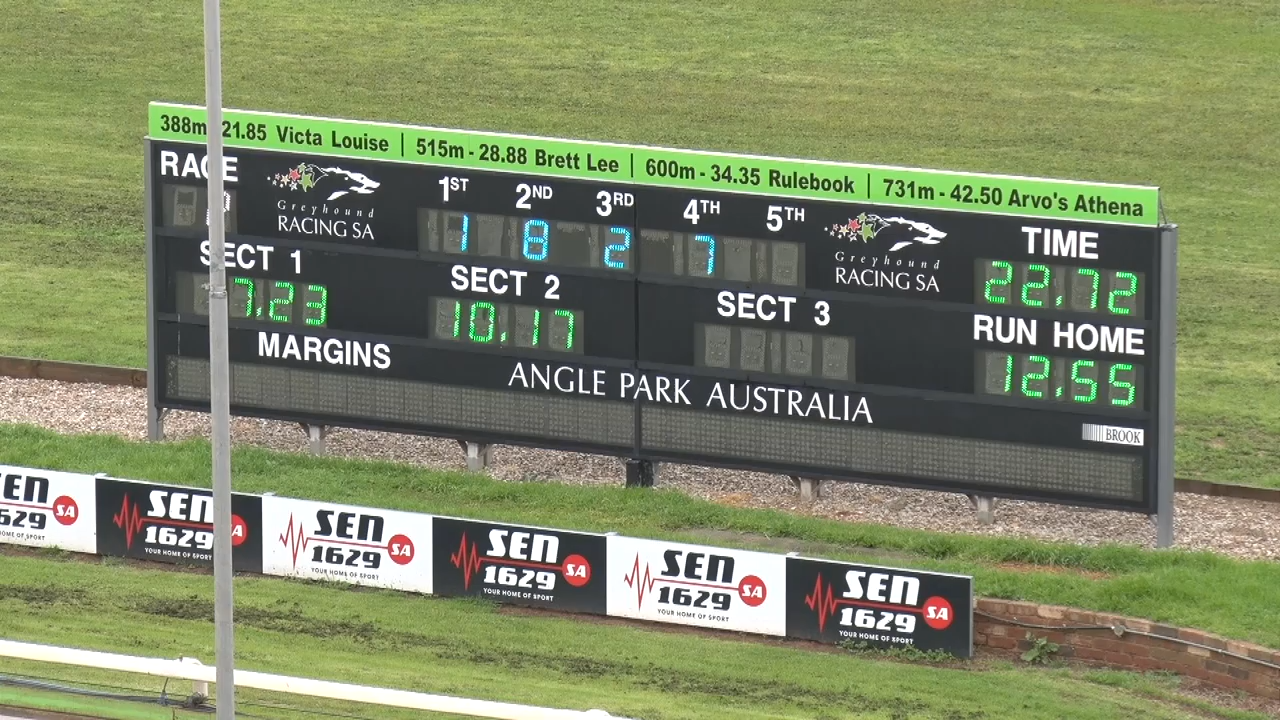 388m 21.85 Victa Louise | 515m - 28.88 Brett Lee | 600m - 34.35 Rulebook | 731m - 42.50 Arvo's Athena
RACE
Greyhound
RACING SA
1ST 2ND 3RD 4TH 5TH
1 8 2 7
Greyhound
RACING SA
TIME
22.72
SECT 1
7.23
SECT 2
10.17
SECT 3
RUN HOME
12.55
MARGINS
ANGLE PARK AUSTRALIA
BROOK
SEN
1629
SA
SEN
1629
YOUR HOME OF SPORT
SEN
1629
SA
YOUR HOME OF SPORT
SEN
1629
SA
YOUR HOME OF SPORT
SEN
1629
SA
YOUR HOME OF SPORT
SEN
1629
SA
YOUR HOME OF SPORT